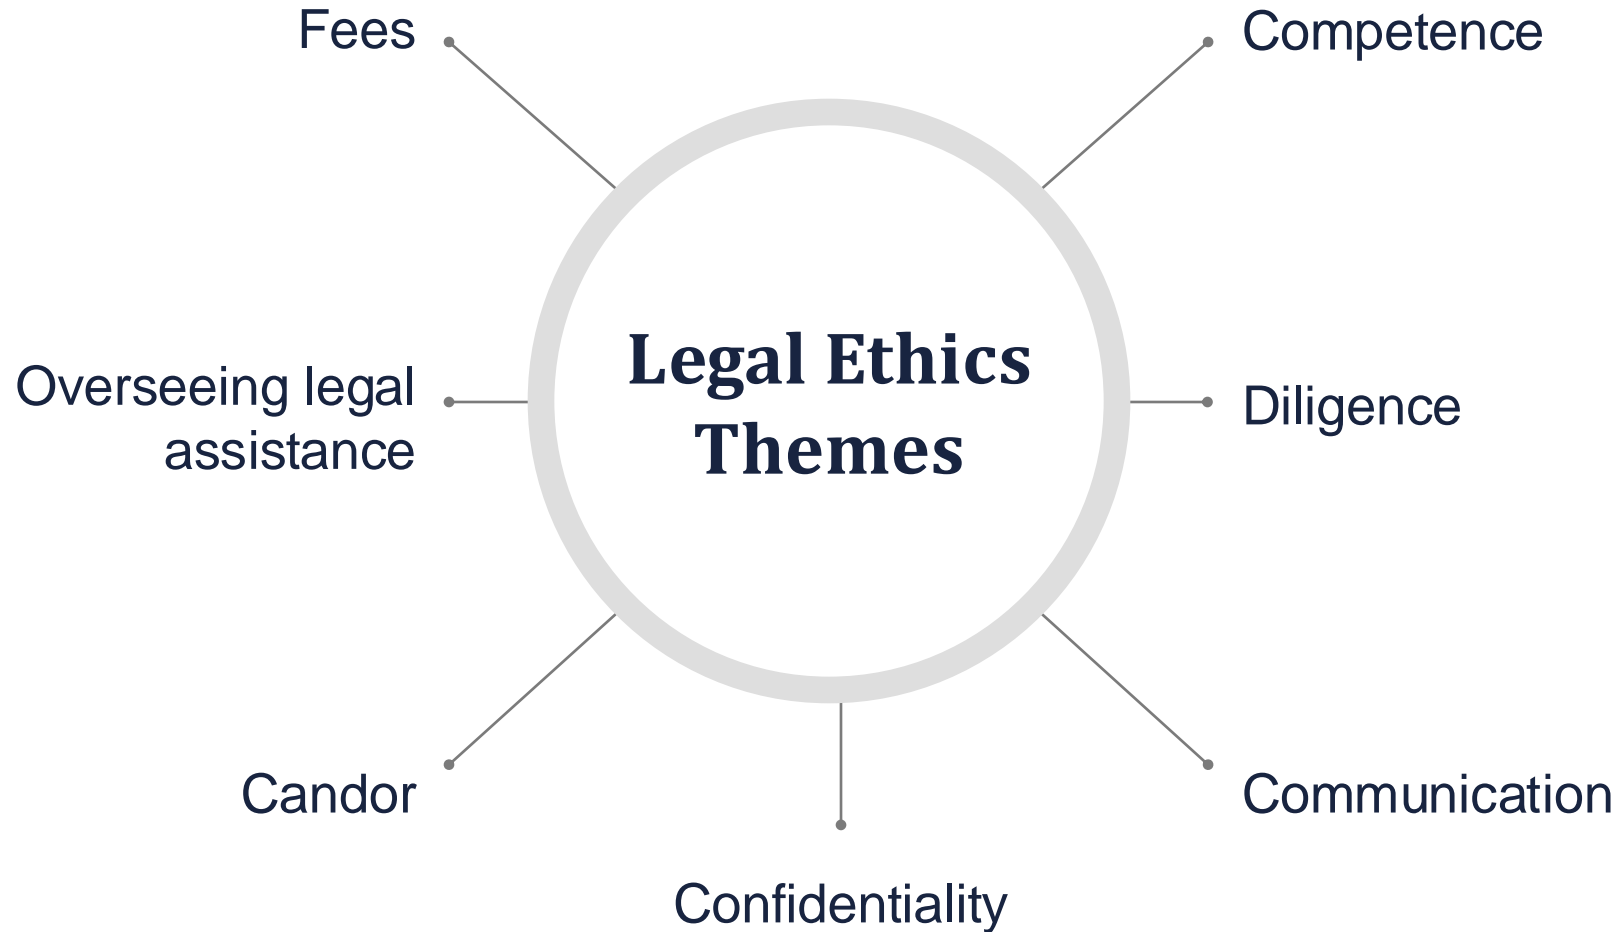 Fees
Competence
Legal Ethics
Themes
Overseeing legal
assistance
Diligence
Candor
Communication
Confidentiality